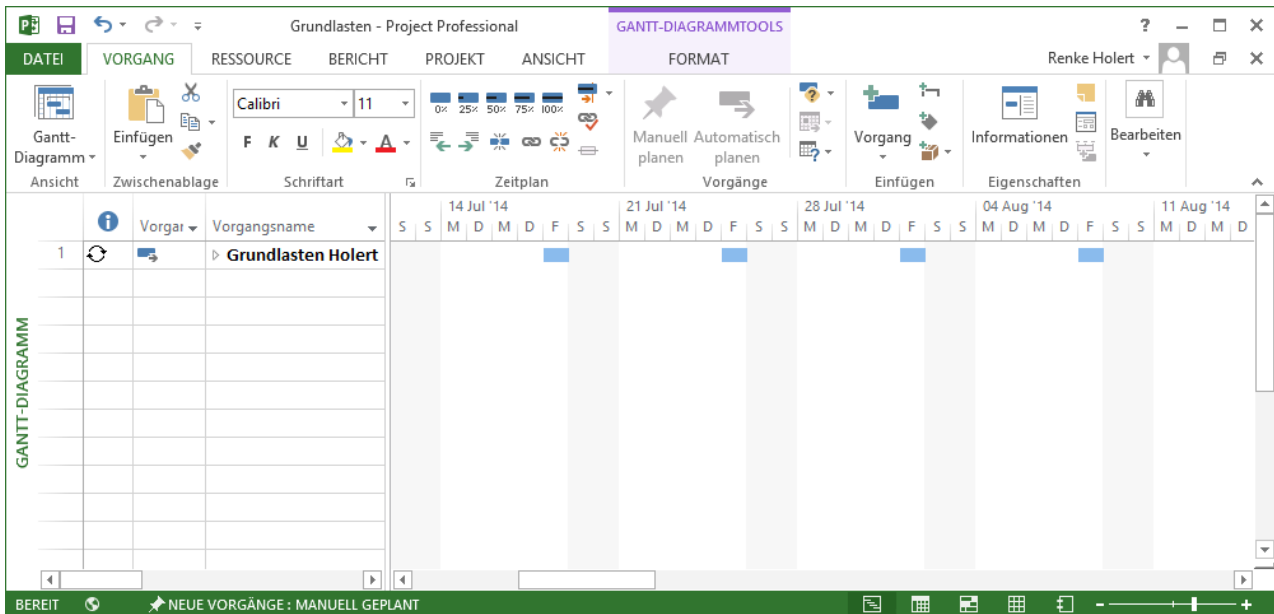 Grundlasten - Project Professional
GANTT-DIAGRAMMTOOLS
?
DATEI VORGANG RESSOURCE BERICHT PROJEKT ANSICHT FORMAT Renke Holert
Calibri 11
0% 25% 50% 75% 100%
Gantt-
Diagramm
Einfügen
F K U A
Manuell
planen
Automatisch
planen
Vorgang
Informationen
Bearbeiten
Ansicht Zwischenablage Schriftart Zeitplan Vorgänge Einfügen Eigenschaften
14 Jul '14 21 Jul '14 28 Jul '14 04 Aug '14 11 Aug '14
Vorgar Vorgangsname
S S M D M D F S S M D M D F S S M D M D F S S M D M D F S S M D M D
1 Grundlasten Holert
GANTT-DIAGRAMM
BEREIT NEUE VORGÄNGE : MANUELL GEPLANT